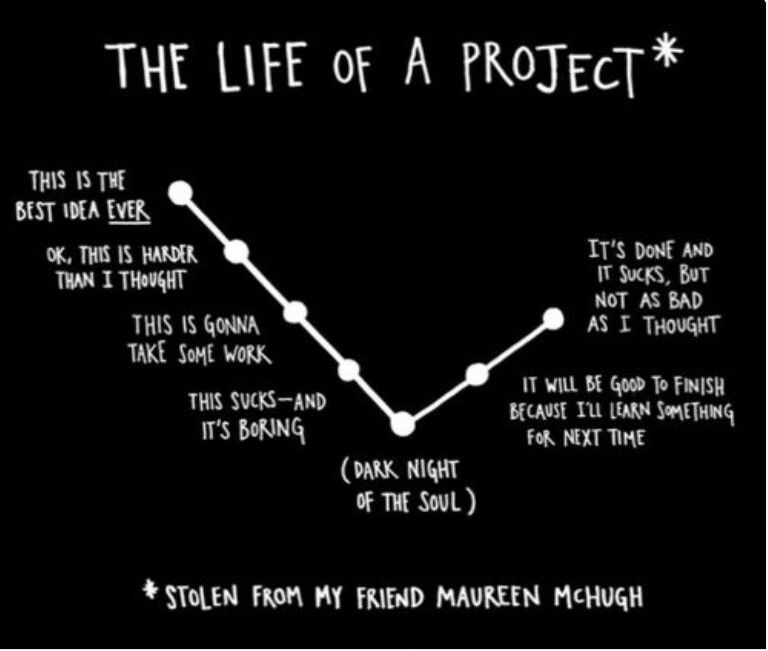 THE LIFE OF A PROJECT*
THIS IS THE
BEST IDEA EVER
OK, THIS IS HARDER
THAN I THOUGHT
THIS IS GONNA
TAKE SOME WORK
THIS SUCKS—AND
IT'S BORING
(DARK NIGHT
OF THE SOUL)
IT WILL BE GOOD TO FINISH
BECAUSE I'LL LEARN SOMETHING
FOR NEXT TIME
IT'S DONE AND
IT SUCKS, BUT
NOT AS BAD
AS I THOUGHT
* STOLEN FROM MY FRIEND MAUREEN McHUGH